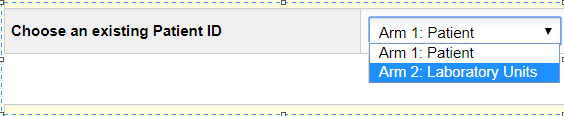 Choose an existing Patient ID Arm 1: Patient
Arm 1: Patient
Arm 2: Laboratory Units